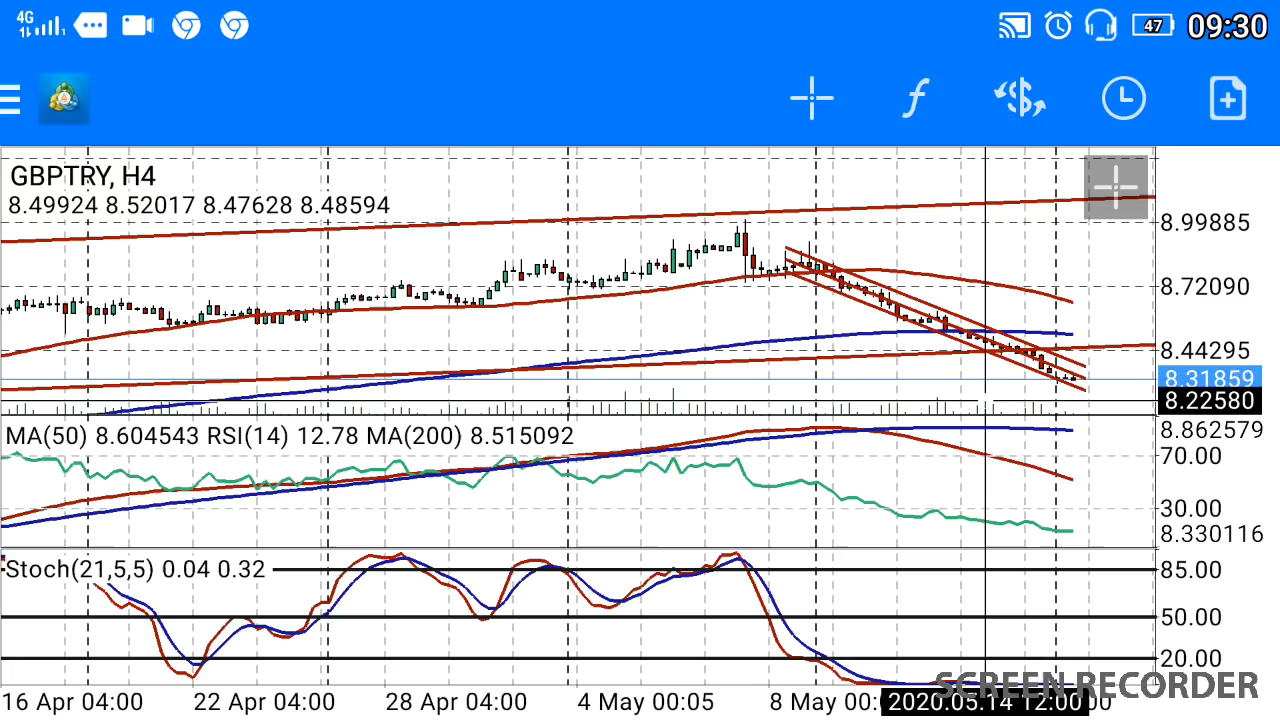 4G 47 09:30
GBPTRY, H4
8.49924 8.52017 8.47628 8.48594
8.99885
8.72090
8.44295
8.31859
8.22580
MA(50) 8.604543 RSI(14) 12.78 MA(200) 8.515092
8.862579
70.00
30.00
8.330116
Stoch(21,5,5) 0.04 0.32
85.00
50.00
20.00
SCREEN RECORDER
16 Apr 04:00 22 Apr 04:00 28 Apr 04:00 4 May 00:05 8 May 00 2020.05.14 12:00 00